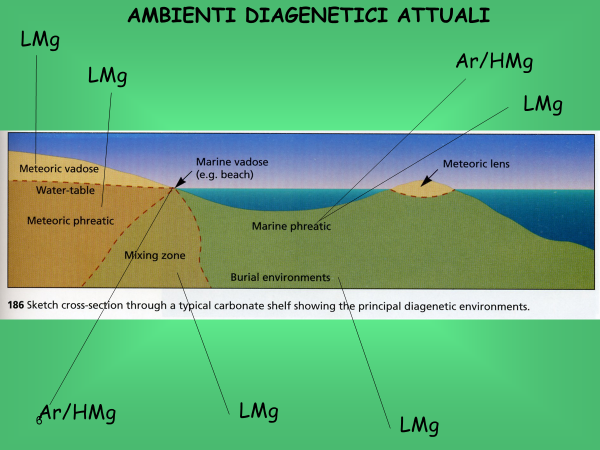 AMBIENTI DIAGENETICI ATTUALI
LMg
LMg
Ar/HMg
LMg
Meteoric vadose
Water-table
Meteoric phreatic
Marine vadose
(e.g. beach)
Meteoric lens
Marine phreatic
Mixing zone
Burial environments
186 Sketch cross-section through a typical carbonate shelf showing the principal diagenetic environments.
Ar/HMg
6
LMg
LMg